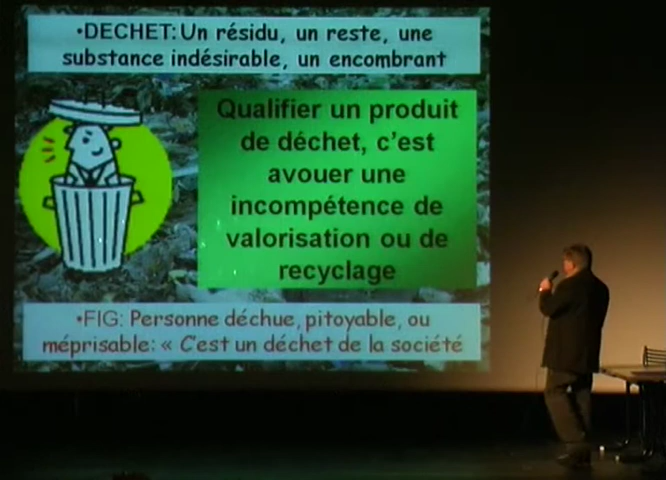 •DECHET: Un résidu, un reste, une
substance indésirable, un encombrant
Qualifier un produit
de déchet, c'est
avouer une
incompétence de
valorisation ou de
recyclage
•FIG: Personne déchue, pitoyable, ou
méprisable: « C'est un déchet de la société